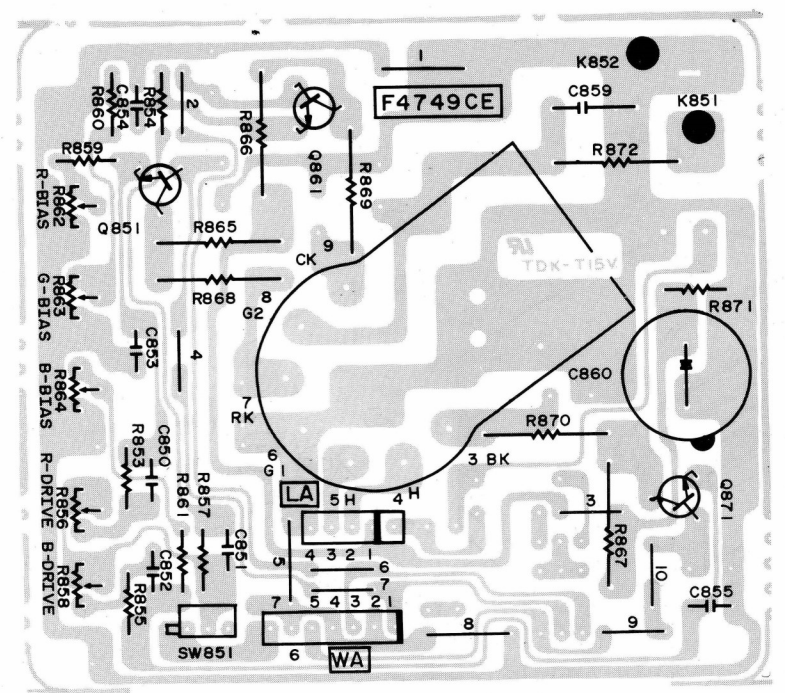 1
K852
R860
C854
R854
2
R866
F4749CE
C859
K851
R859
Q861
R869
R872
R-BIAS
R862
Q851
R865
9
CK
TDK-T15V
R868
8
G2
R871
G-BIAS
R863
C853
4
C860
B-BIAS
R864
7
RK
R870
6
G1
3 BK
R853
C850
R-DRIVE
R856
R861
R857
LA
5H
4H
3
Q871
C851
R867
5
4 3 2 1
6
7
10
B-DRIVE
R858
C852
R855
C855
7 5 4 3 2 1
SW851
6
WA
8
9